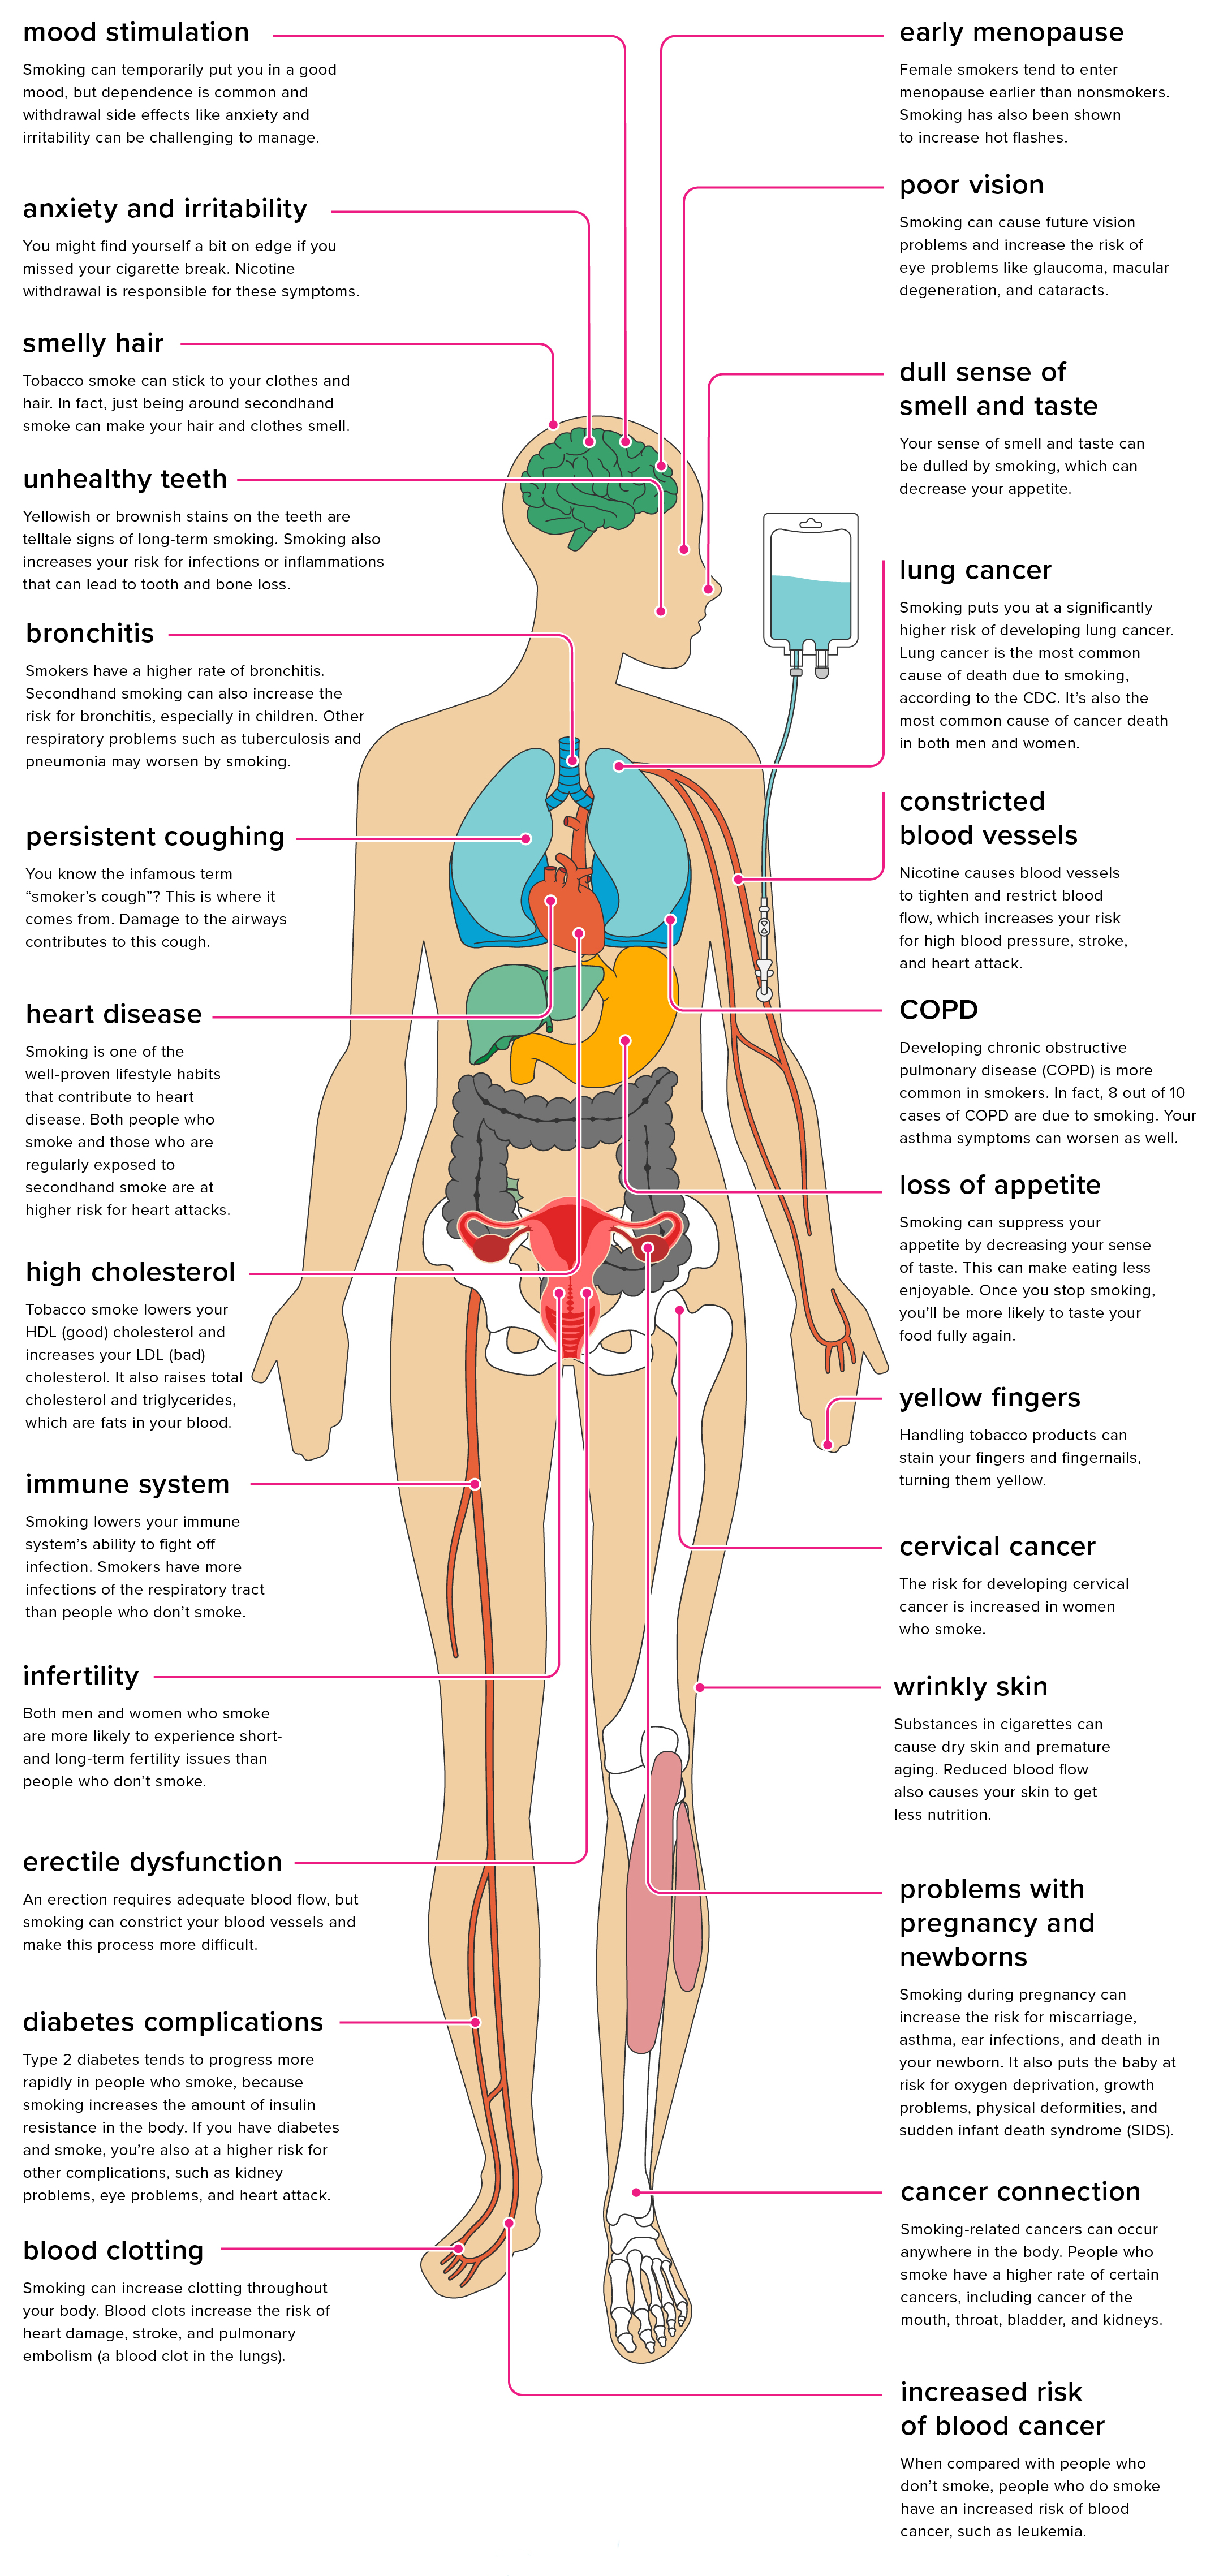 mood stimulation
Smoking can temporarily put you in a good
mood, but dependence is common and
withdrawal side effects like anxiety and
irritability can be challenging to manage.
anxiety and irritability
You might find yourself a bit on edge if you
missed your cigarette break. Nicotine
withdrawal is responsible for these symptoms.
smelly hair
Tobacco smoke can stick to your clothes and
hair. In fact, just being around secondhand
smoke can make your hair and clothes smell.
unhealthy teeth
Yellowish or brownish stains on the teeth are
telltale signs of long-term smoking. Smoking also
increases your risk for infections or inflammations
that can lead to tooth and bone loss.
bronchitis
Smokers have a higher rate of bronchitis.
Secondhand smoking can also increase the
risk for bronchitis, especially in children. Other
respiratory problems such as tuberculosis and
pneumonia may worsen by smoking.
persistent coughing
You know the infamous term
“smoker’s cough”? This is where it
comes from. Damage to the airways
contributes to this cough.
heart disease
Smoking is one of the
well-proven lifestyle habits
that contribute to heart
disease. Both people who
smoke and those who are
regularly exposed to
secondhand smoke are at
higher risk for heart attacks.
high cholesterol
Tobacco smoke lowers your
HDL (good) cholesterol and
increases your LDL (bad)
cholesterol. It also raises total
cholesterol and triglycerides,
which are fats in your blood.
immune system
Smoking lowers your immune
system’s ability to fight off
infection. Smokers have more
infections of the respiratory tract
than people who don’t smoke.
infertility
Both men and women who smoke
are more likely to experience short-
and long-term fertility issues than
people who don’t smoke.
erectile dysfunction
An erection requires adequate blood flow, but
smoking can constrict your blood vessels and
make this process more difficult.
diabetes complications
Type 2 diabetes tends to progress more
rapidly in people who smoke, because
smoking increases the amount of insulin
resistance in the body. If you have diabetes
and smoke, you’re also at a higher risk for
other complications, such as kidney
problems, eye problems, and heart attack.
blood clotting
Smoking can increase clotting throughout
your body. Blood clots increase the risk of
heart damage, stroke, and pulmonary
embolism (a blood clot in the lungs).
early menopause
Female smokers tend to enter
menopause earlier than nonsmokers.
Smoking has also been shown
to increase hot flashes.
poor vision
Smoking can cause future vision
problems and increase the risk of
eye problems like glaucoma, macular
degeneration, and cataracts.
dull sense of
smell and taste
Your sense of smell and taste can
be dulled by smoking, which can
decrease your appetite.
lung cancer
Smoking puts you at a significantly
higher risk of developing lung cancer.
Lung cancer is the most common
cause of death due to smoking,
according to the CDC. It’s also the
most common cause of cancer death
in both men and women.
constricted
blood vessels
Nicotine causes blood vessels
to tighten and restrict blood
flow, which increases your risk
for high blood pressure, stroke,
and heart attack.
COPD
Developing chronic obstructive
pulmonary disease (COPD) is more
common in smokers. In fact, 8 out of 10
cases of COPD are due to smoking. Your
asthma symptoms can worsen as well.
loss of appetite
Smoking can suppress your
appetite by decreasing your sense
of taste. This can make eating less
enjoyable. Once you stop smoking,
you’ll be more likely to taste your
food fully again.
yellow fingers
Handling tobacco products can
stain your fingers and fingernails,
turning them yellow.
cervical cancer
The risk for developing cervical
cancer is increased in women
who smoke.
wrinkly skin
Substances in cigarettes can
cause dry skin and premature
aging. Reduced blood flow
also causes your skin to get
less nutrition.
problems with
pregnancy and
newborns
Smoking during pregnancy can
increase the risk for miscarriage,
asthma, ear infections, and death in
your newborn. It also puts the baby at
risk for oxygen deprivation, growth
problems, physical deformities, and
sudden infant death syndrome (SIDS).
cancer connection
Smoking-related cancers can occur
anywhere in the body. People who
smoke have a higher rate of certain
cancers, including cancer of the
mouth, throat, bladder, and kidneys.
increased risk
of blood cancer
When compared with people who
don’t smoke, people who do smoke
have an increased risk of blood
cancer, such as leukemia.